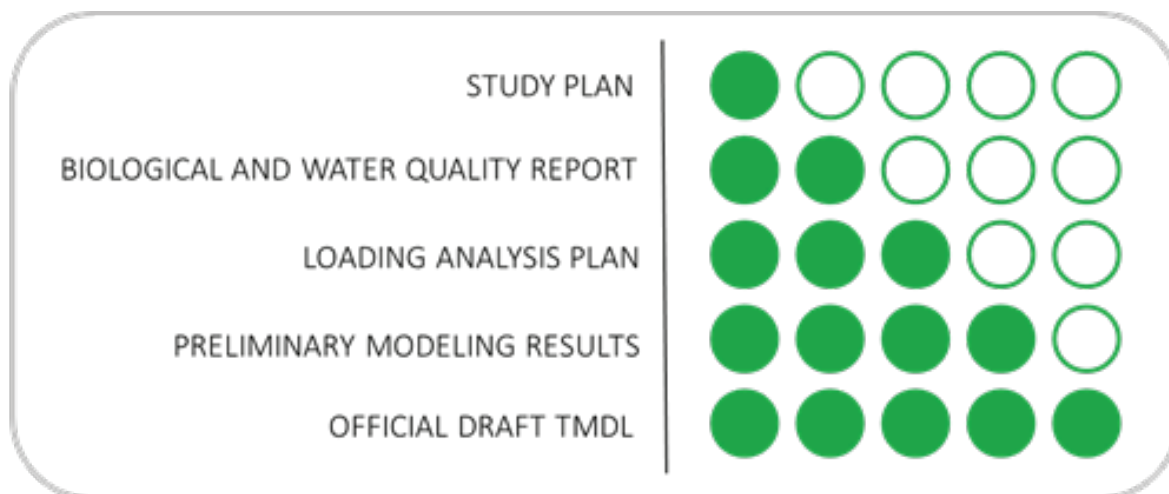 STUDY PLAN
BIOLOGICAL AND WATER QUALITY REPORT
LOADING ANALYSIS PLAN
PRELIMINARY MODELING RESULTS
OFFICIAL DRAFT TMDL